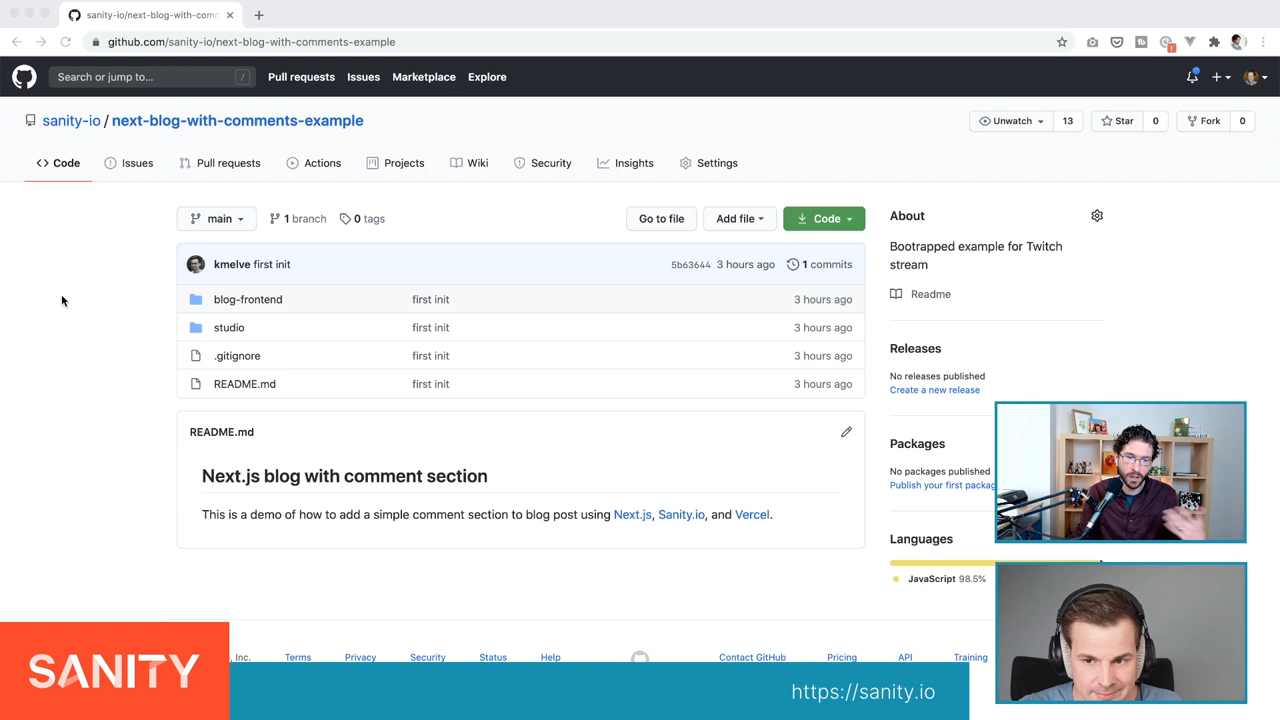 sanity-io/next-blog-with-comm
github.com/sanity-io/next-blog-with-comments-example
Search or jump to...
/
Pull requests
Issues
Marketplace
Explore
sanity-io / next-blog-with-comments-example
Unwatch
13
Star
0
Fork
0
Code
Issues
Pull requests
Actions
Projects
Wiki
Security
Insights
Settings
main
1 branch
0 tags
Go to file
Add file
Code
kmelve first init
5b63644
3 hours ago
1 commits
blog-frontend
first init
3 hours ago
studio
first init
3 hours ago
.gitignore
first init
3 hours ago
README.md
first init
3 hours ago
README.md
Next.js blog with comment section
This is a demo of how to add a simple comment section to blog post using Next.js, Sanity.io, and Vercel.
About
Bootrapped example for Twitch
stream
Readme
Releases
No releases published
Create a new release
Packages
No packages published
Publish your first packag
Languages
JavaScript 98.5%
, Inc.
Terms
Privacy
Security
Status
Help
Contact GitHub
Pricing
API
Training
SANITY
https://sanity.io